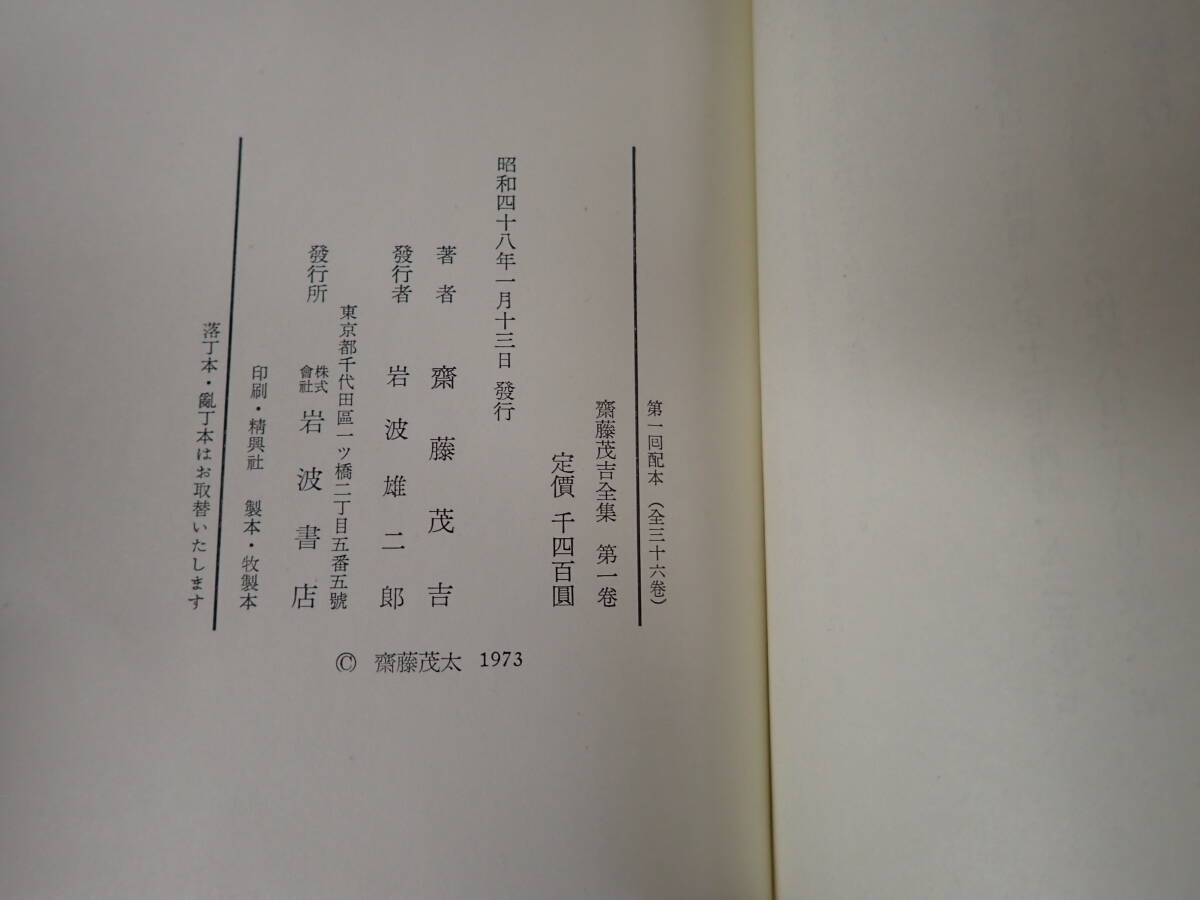 第一回配本（全三十六卷）
齋藤茂吉全集　第一卷
定價 千四百圓
昭和四十八年一月十三日 發行
著者　齋藤茂吉
發行者　岩波雄二郎
東京都千代田區一ツ橋二丁目五番五號
發行所　株式會社 岩波書店
印刷・精興社　製本・牧製本
落丁本・亂丁本はお取替いたします
© 齋藤茂太 1973